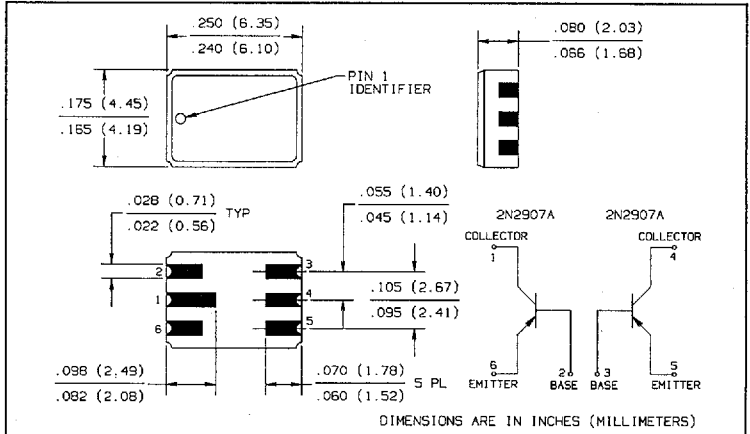 .250 (6.35)
.240 (6.10)
.080 (2.03)
.066 (1.68)
PIN 1
IDENTIFIER
.175 (4.45)
.165 (4.19)
.028 (0.71)
.022 (0.56)
TYP
.055 (1.40)
.045 (1.14)
2N2907A
2N2907A
COLLECTOR
1
COLLECTOR
4
2
3
1
4
6
5
.105 (2.67)
.095 (2.41)
.098 (2.49)
.082 (2.08)
.070 (1.78)
.060 (1.52)
5 PL
6
EMITTER
2
BASE
3
BASE
5
EMITTER
DIMENSIONS ARE IN INCHES (MILLIMETERS)